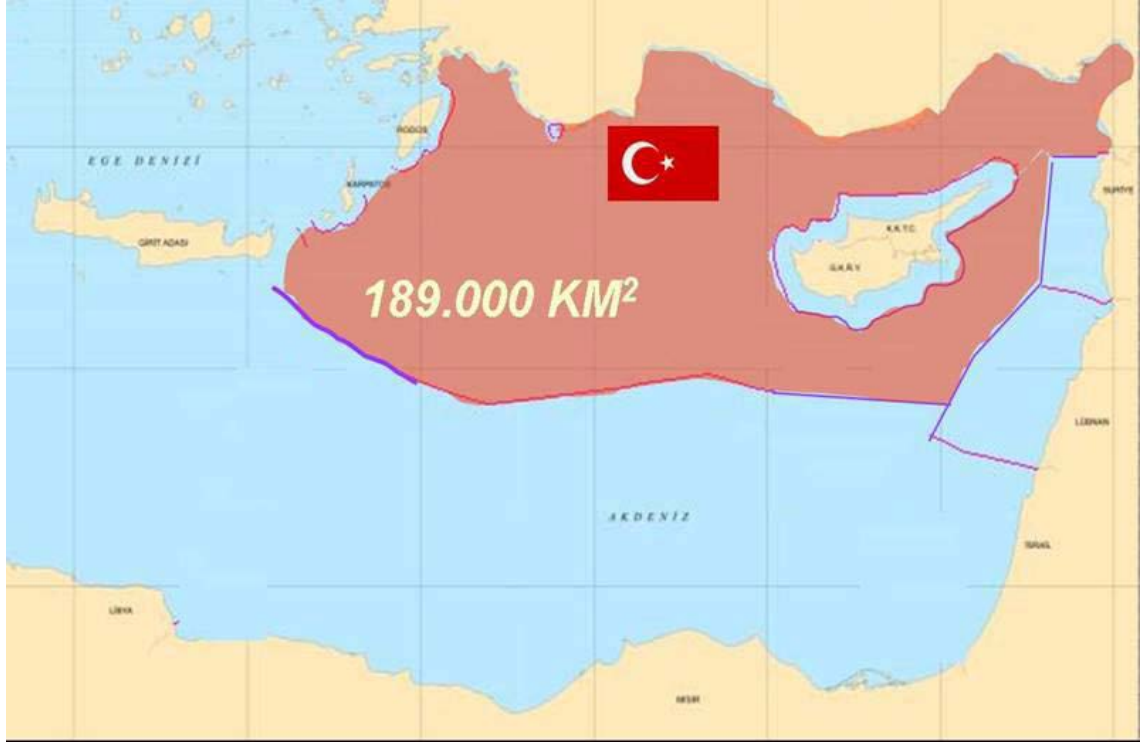 RODOS
EGE DENİZİ
KARPATOS
SURİYE
K.K.T.C.
GİRİT ADASI
G.K.R.Y.
189.000 KM²
LÜBNAN
AKDENİZ
İSRAİL
LİBYA
MISIR